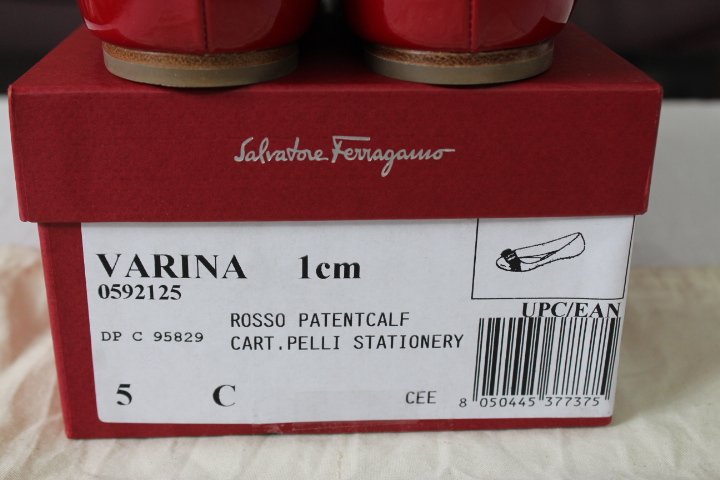 Salvatore Ferragamo
VARINA 1cm
0592125
UPC/EAN
DP C 95829
ROSSO PATENTCALF
CART.PELLI STATIONERY
5 C
CEE
8 050445 377375